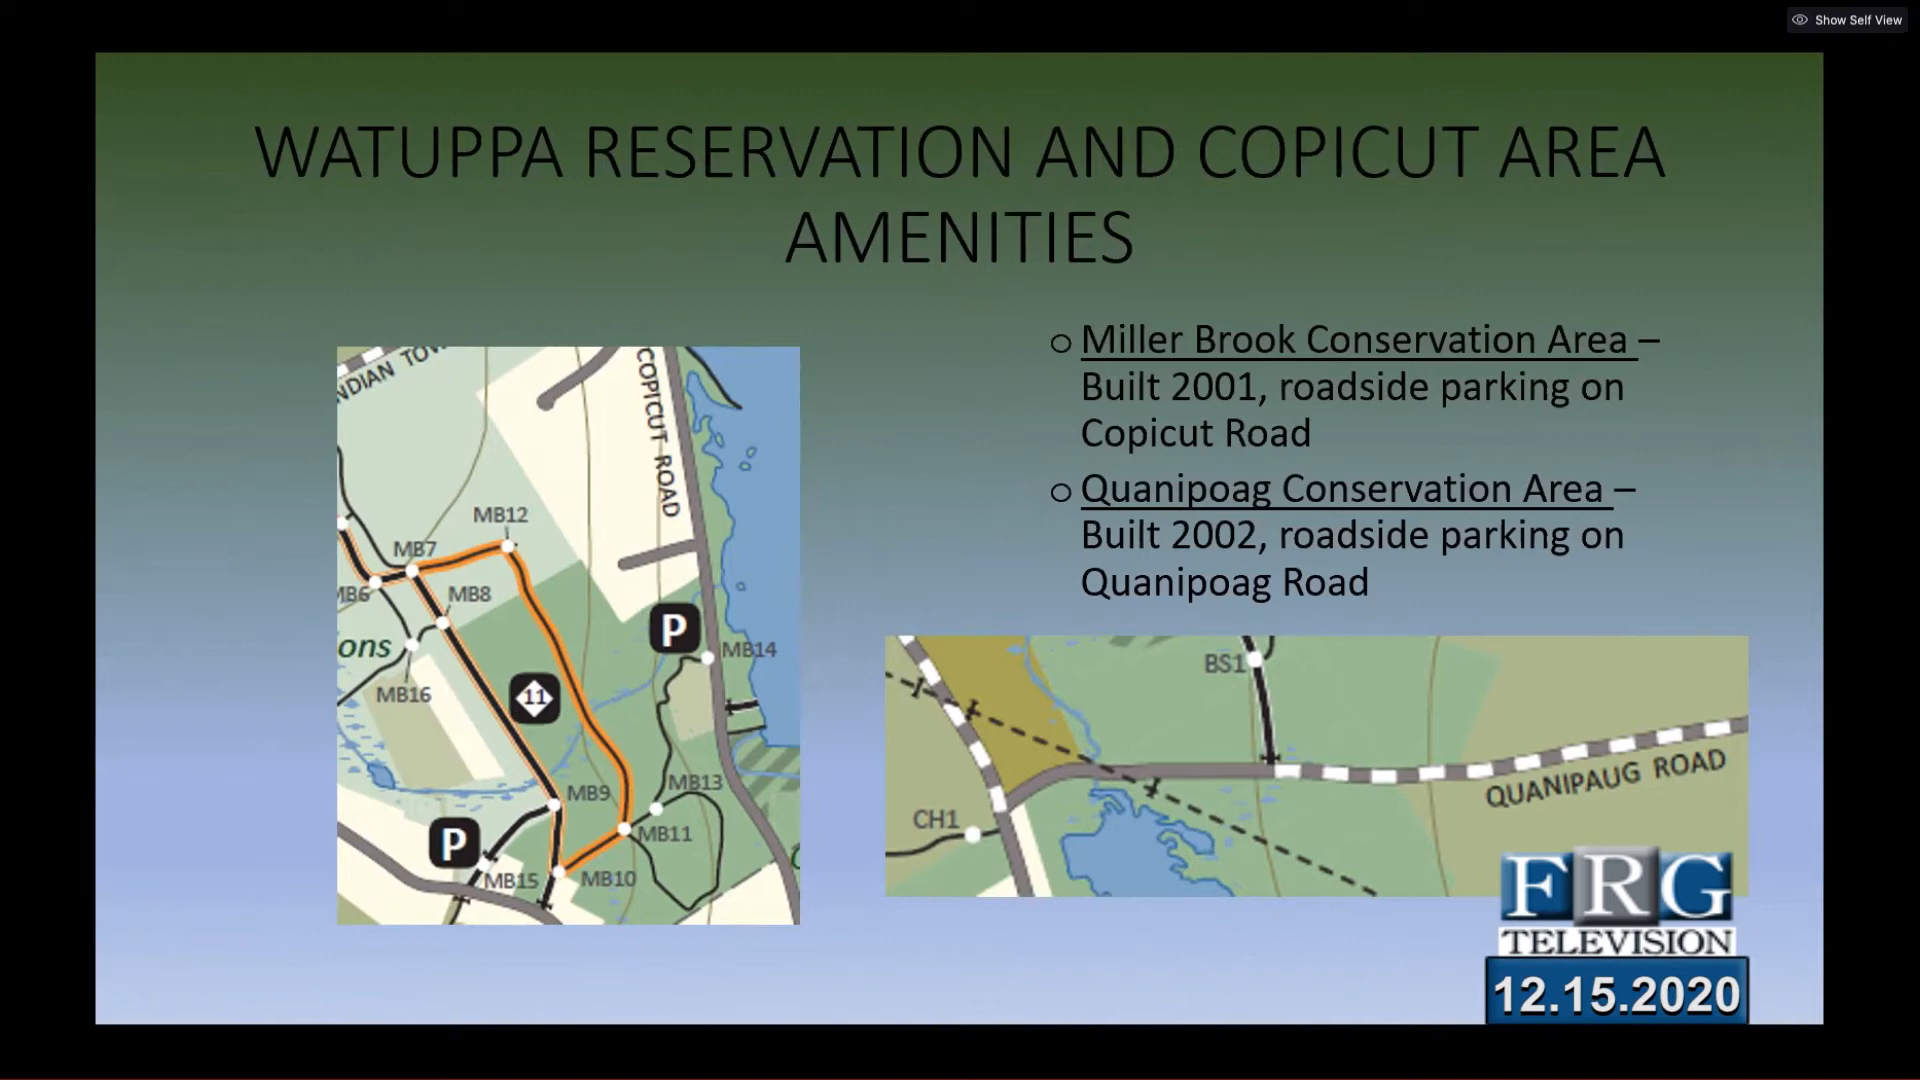 Show Self View
WATUPPA RESERVATION AND COPICUT AREA
AMENITIES
o Miller Brook Conservation Area –
Built 2001, roadside parking on
Copicut Road
o Quanipoag Conservation Area –
Built 2002, roadside parking on
Quanipoag Road
COPICUT ROAD
MB12
MB7
MB8
ons
P
MB14
MB16
11
MB13
MB9
MB11
P
MB15
MB10
BS1
QUANIPAUG ROAD
CH1
FRG
TELEVISION
12.15.2020